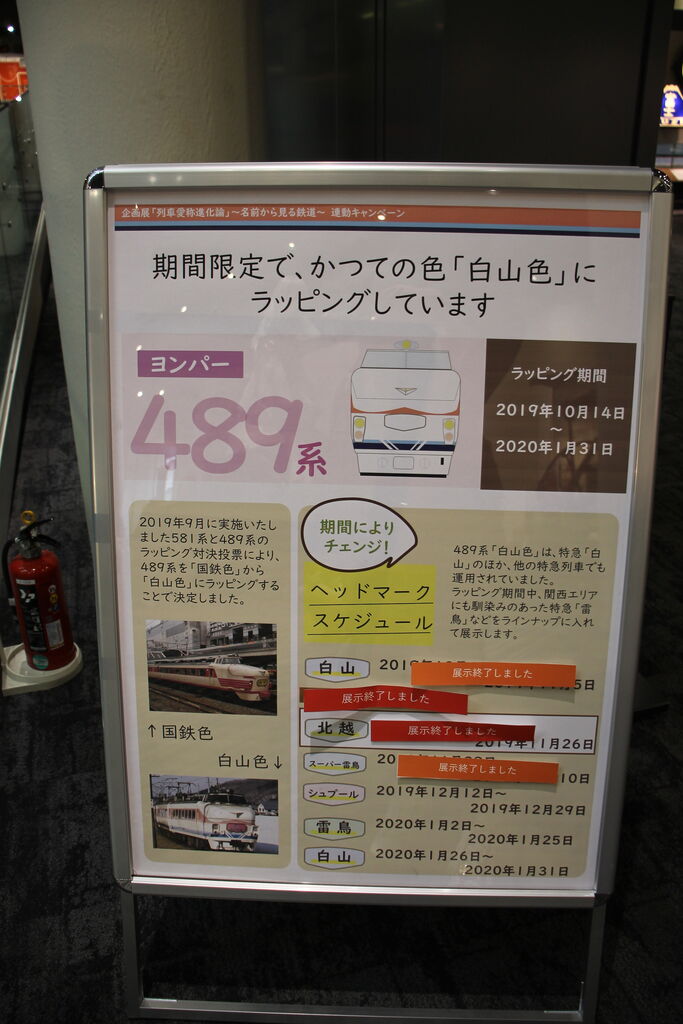 企画展「列車愛称進化論」～名前から見る鉄道～ 連動キャンペーン
期間限定で、かつての色「白山色」に
ラッピングしています
ヨンパー
489系
ラッピング期間
2019年10月14日
～
2020年1月31日
2019年9月に実施いたし
ました581系と489系の
ラッピング対決投票により、
489系を「国鉄色」から
「白山色」にラッピングする
ことで決定しました。
↑国鉄色
白山色↓
期間により
チェンジ!
ヘッドマーク
スケジュール
489系「白山色」は、特急「白
山」のほか、他の特急列車でも
運用されていました。
ラッピング期間中、関西エリア
にも馴染みのあった特急「雷
鳥」などをラインナップに入れ
て展示します。
白山
展示終了しました
5日
展示終了しました
北越
展示終了しました
2019年11月26日
スーパー雷鳥
20
展示終了しました
10日
シュプール
2019年12月12日～
2019年12月29日
雷鳥
2020年1月2日～
2020年1月25日
白山
2020年1月26日～
2020年1月31日